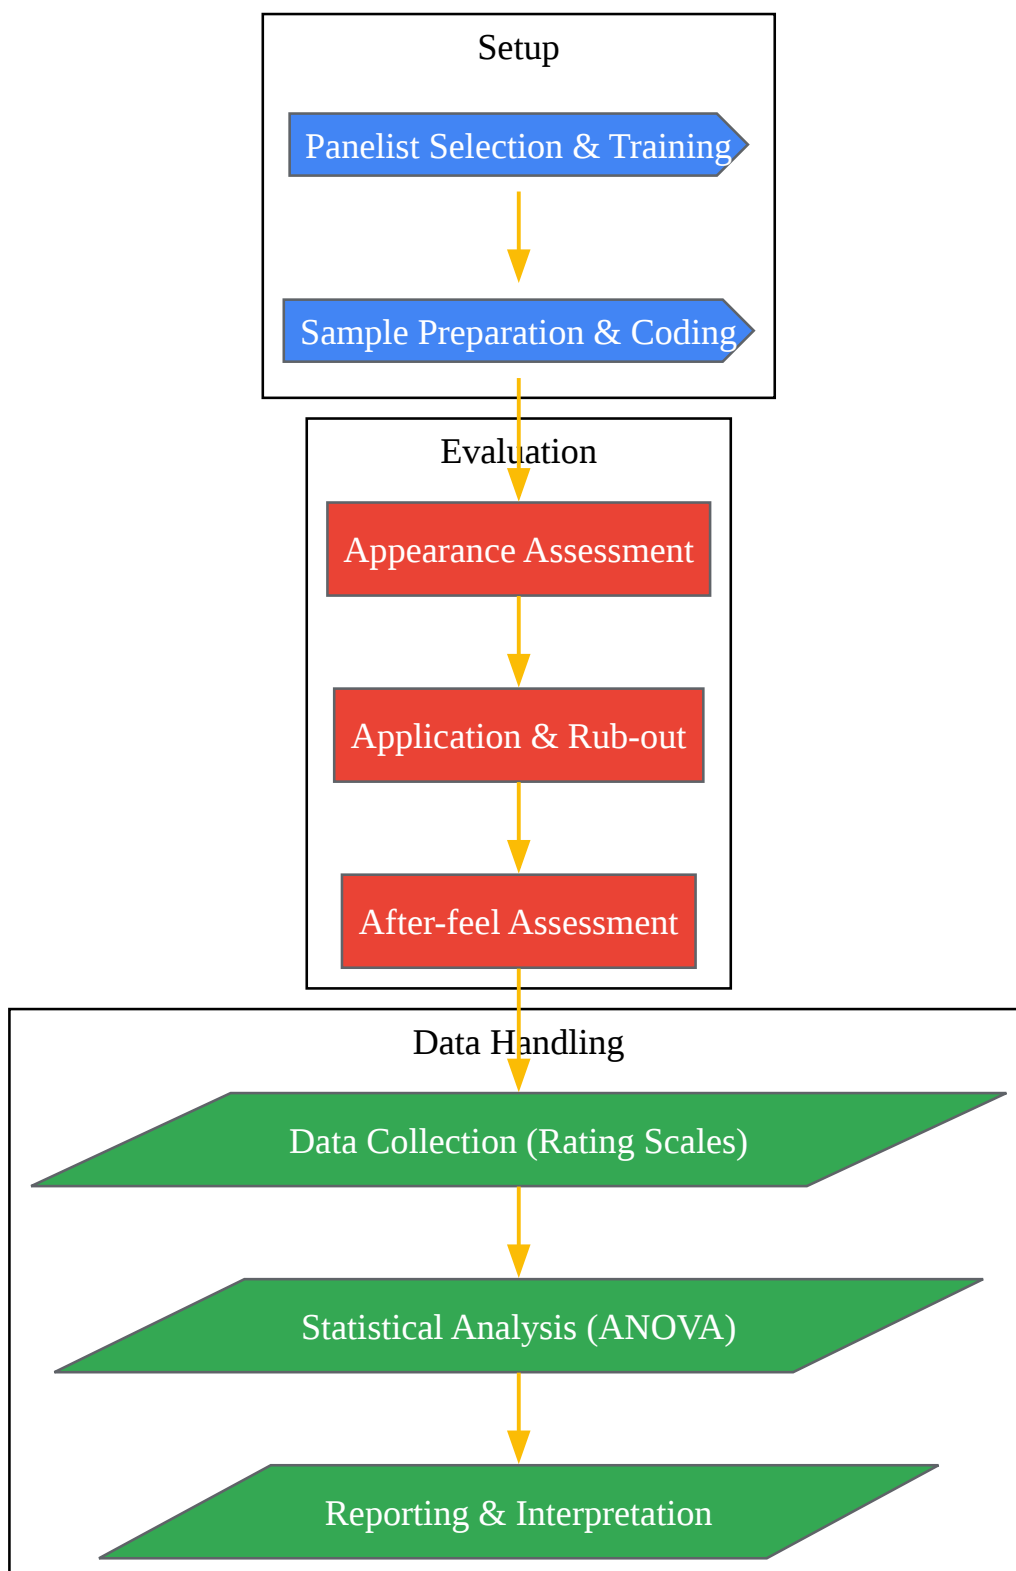 Setup
Panelist Selection & Training
Sample Preparation & Coding
Evaluation
Appearance Assessment
Application & Rub-out
After-feel Assessment
Data Handling
Data Collection (Rating Scales)
Statistical Analysis (ANOVA)
Reporting & Interpretation